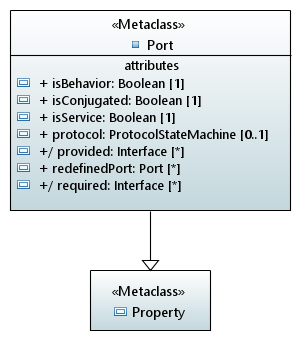 «Metaclass»
Port
attributes
+ isBehavior: Boolean [1]
+ isConjugated: Boolean [1]
+ isService: Boolean [1]
+ protocol: ProtocolStateMachine [0..1]
+/ provided: Interface [*]
+ redefinedPort: Port [*]
+/ required: Interface [*]
«Metaclass»
Property